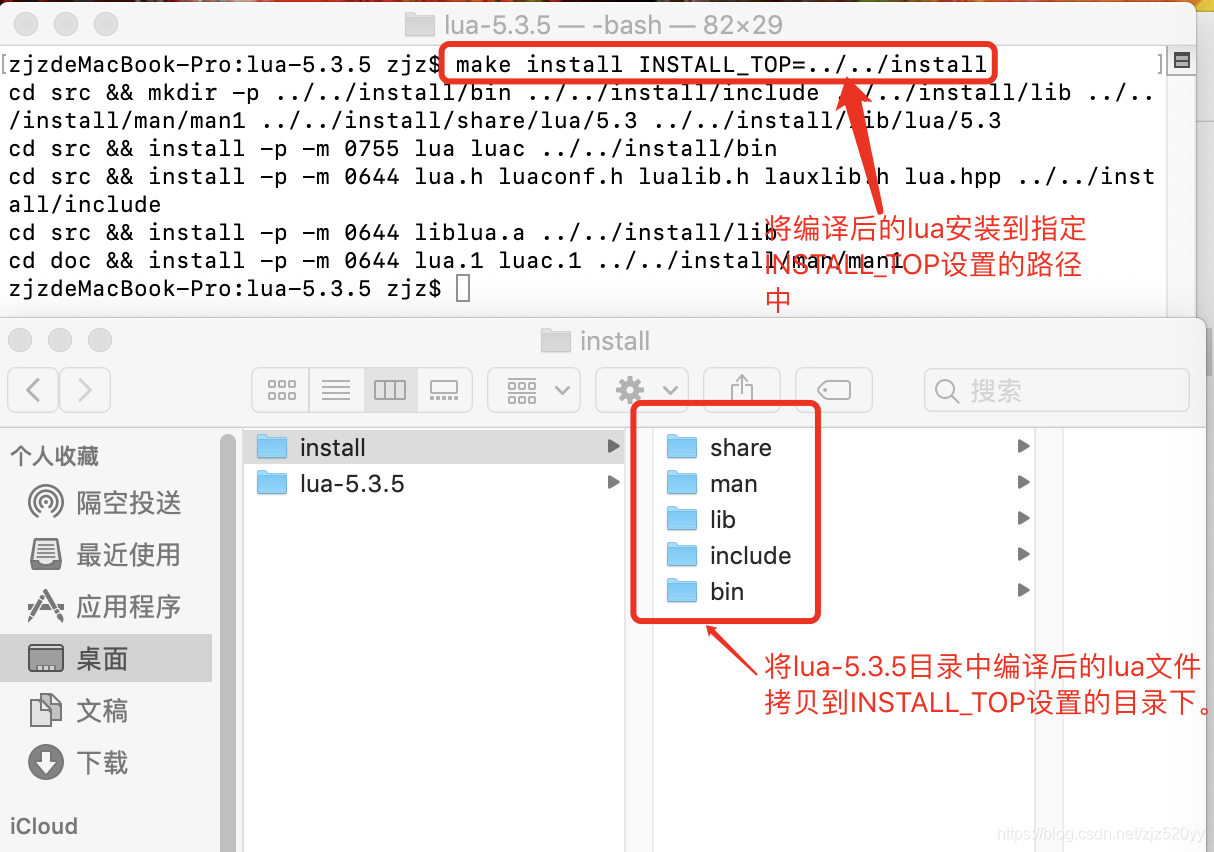 lua-5.3.5 — -bash — 82×29
[zjzdeMacBook-Pro:lua-5.3.5 zjz$ make install INSTALL_TOP=../../install ]
cd src && mkdir -p ../../install/bin ../../install/include ../../install/lib ../..
/install/man/man1 ../../install/share/lua/5.3 ../../install/lib/lua/5.3
cd src && install -p -m 0755 lua luac ../../install/bin
cd src && install -p -m 0644 lua.h luaconf.h lualib.h lauxlib.h lua.hpp ../../inst
all/include
cd src && install -p -m 0644 liblua.a ../../install/lib
cd doc && install -p -m 0644 lua.1 luac.1 ../../install/man/man1
zjzdeMacBook-Pro:lua-5.3.5 zjz$
将编译后的lua安装到指定
INSTALL_TOP设置的路径
中
install
搜索
个人收藏
隔空投送
最近使用
应用程序
桌面
文稿
下载
iCloud
install
lua-5.3.5
share
man
lib
include
bin
将lua-5.3.5目录中编译后的lua文件
拷贝到INSTALL_TOP设置的目录下。
https://blog.csdn.net/zjz520yy